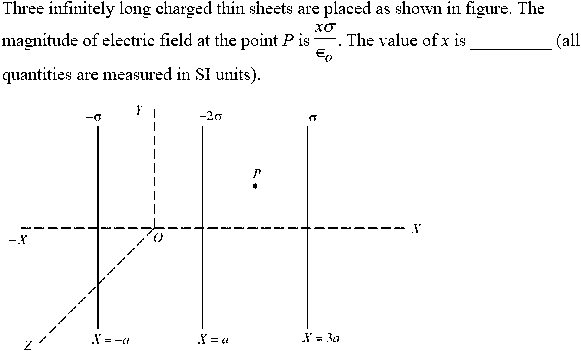 Three infinitely long charged thin sheets are placed as shown in figure. The
magnitude of electric field at the point P is xσ/ϵo. The value of x is _________ (all
quantities are measured in SI units).
-σ Y -2σ σ
P
-X O X
Z X = -a X = a X = 3a